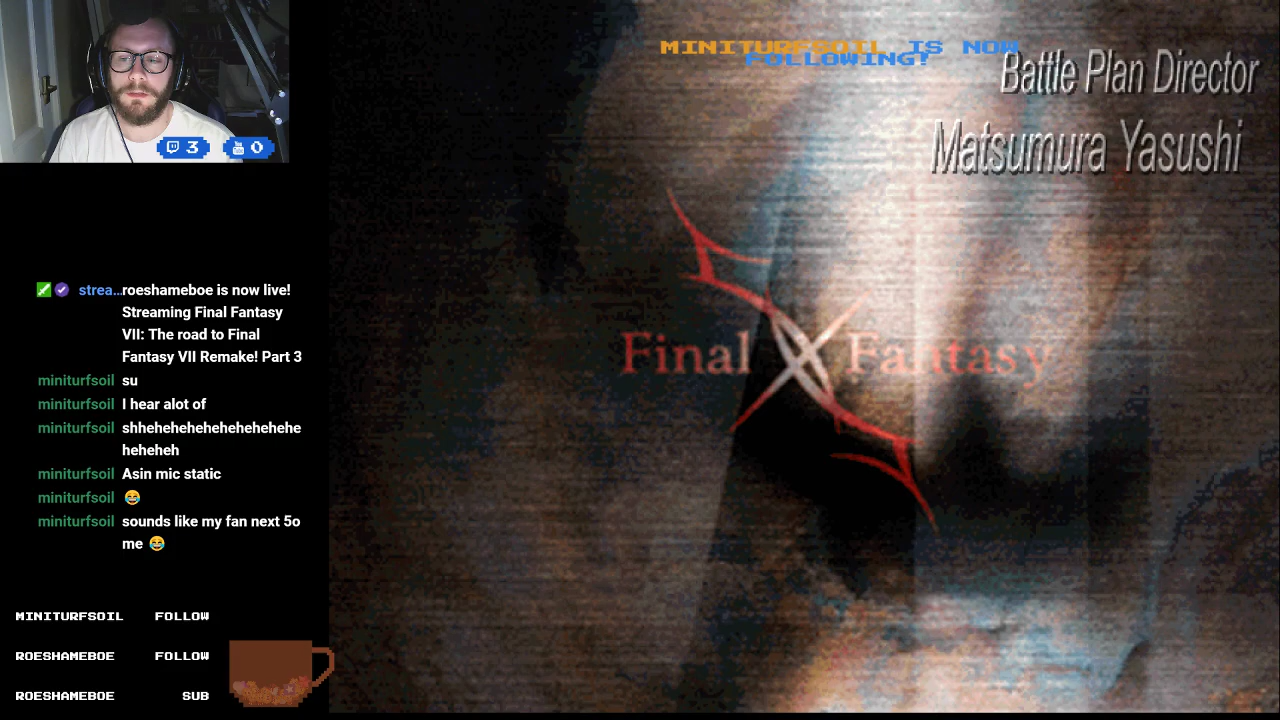 MINITURFSOIL IS NOW
FOLLOWING!
Battle Plan Director
Matsumura Yasushi
3
0
Final Fantasy
strea... roeshameboe is now live!
Streaming Final Fantasy
VII: The road to Final
Fantasy VII Remake! Part 3
miniturfsoil su
miniturfsoil I hear alot of
miniturfsoil shhehehehehehehehehehe
heheheh
miniturfsoil Asin mic static
miniturfsoil 😂
miniturfsoil sounds like my fan next 5o
me 😂
MINITURFSOIL FOLLOW
ROESHAMEBOE FOLLOW
ROESHAMEBOE SUB